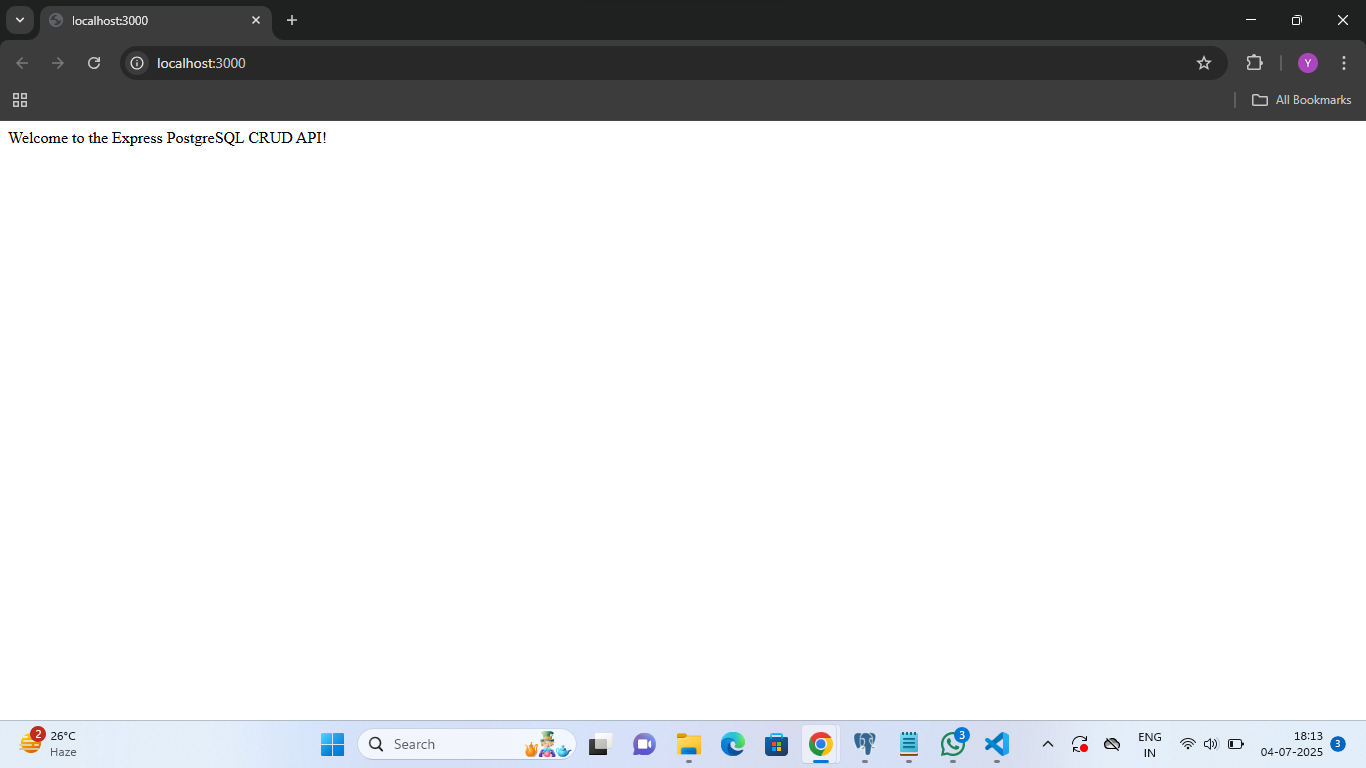 localhost:3000
localhost:3000
Y
All Bookmarks
Welcome to the Express PostgreSQL CRUD API!
2
26°C
Haze
Search
3
ENG
IN
18:13
04-07-2025
3